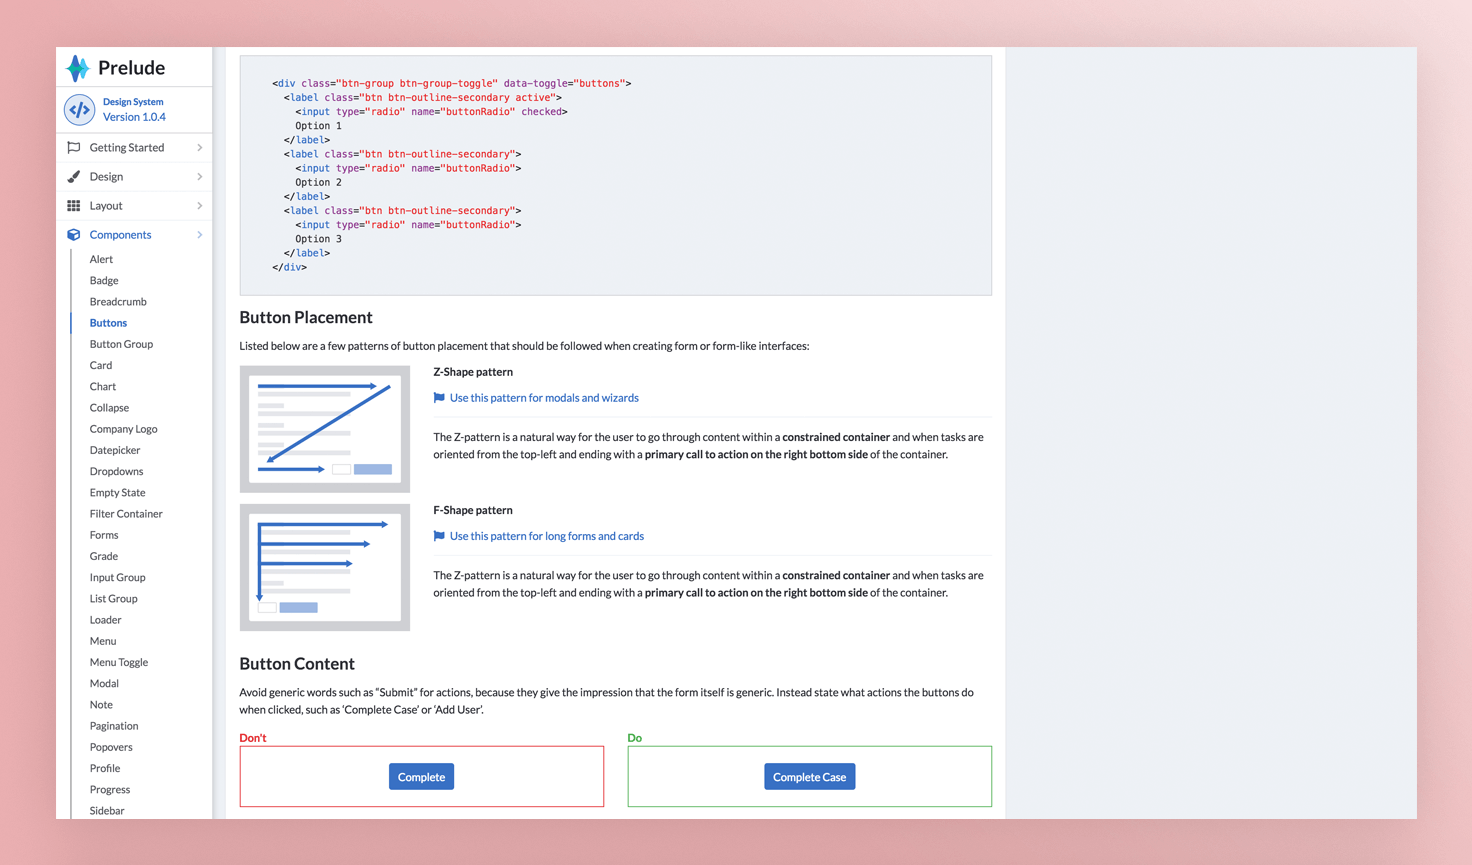 Prelude
Design System
Version 1.0.4
Getting Started
Design
Layout
Components
Alert
Badge
Breadcrumb
Buttons
Button Group
Card
Chart
Collapse
Company Logo
Datepicker
Dropdowns
Empty State
Filter Container
Forms
Grade
Input Group
List Group
Loader
Menu
Menu Toggle
Modal
Note
Pagination
Popovers
Profile
Progress
Sidebar
<div class="btn-group btn-group-toggle" data-toggle="buttons">
<label class="btn btn-outline-secondary active">
<input type="radio" name="buttonRadio" checked>
Option 1
</label>
<label class="btn btn-outline-secondary">
<input type="radio" name="buttonRadio">
Option 2
</label>
<label class="btn btn-outline-secondary">
<input type="radio" name="buttonRadio">
Option 3
</label>
</div>
Button Placement
Listed below are a few patterns of button placement that should be followed when creating form or form-like interfaces:
Z-Shape pattern
Use this pattern for modals and wizards
The Z-pattern is a natural way for the user to go through content within a constrained container and when tasks are
oriented from the top-left and ending with a primary call to action on the right bottom side of the container.
F-Shape pattern
Use this pattern for long forms and cards
The Z-pattern is a natural way for the user to go through content within a constrained container and when tasks are
oriented from the top-left and ending with a primary call to action on the right bottom side of the container.
Button Content
Avoid generic words such as “Submit” for actions, because they give the impression that the form itself is generic. Instead state what actions the buttons do
when clicked, such as ‘Complete Case’ or ‘Add User’.
Don't
Complete
Do
Complete Case